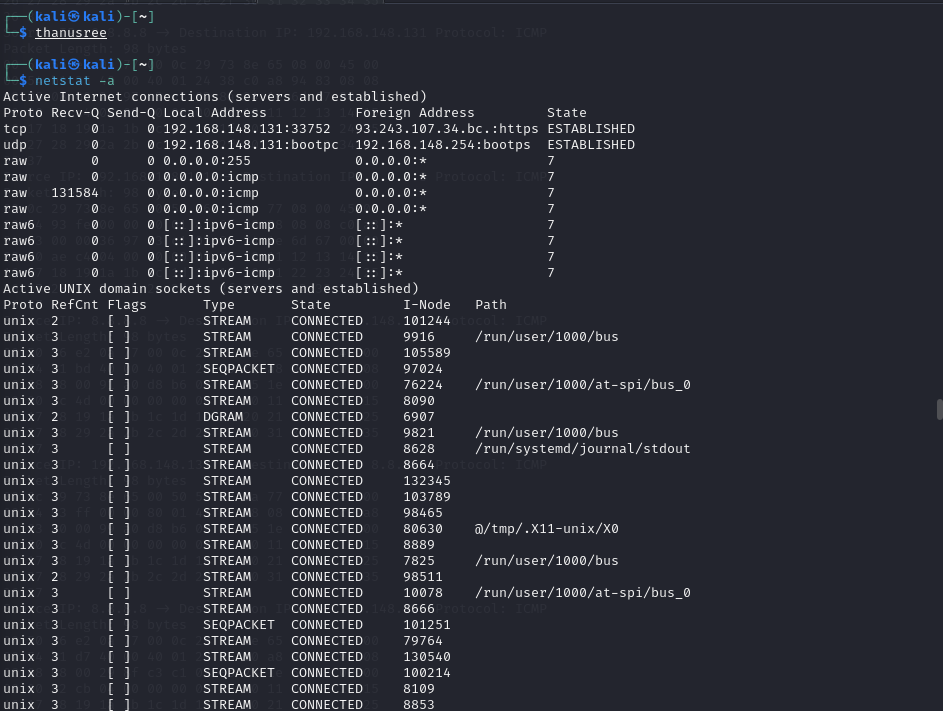 ┌──(kali㉿kali)-[~]
└─$ thanusree
┌──(kali㉿kali)-[~]
└─$ netstat -a
Active Internet connections (servers and established)
Proto Recv-Q Send-Q Local Address           Foreign Address         State
tcp        0      0 192.168.148.131:33752   93.243.107.34.bc.:https ESTABLISHED
udp        0      0 192.168.148.131:bootpc  192.168.148.254:bootps  ESTABLISHED
raw        0      0 0.0.0.0:255             0.0.0.0:*               7
raw        0      0 0.0.0.0:icmp            0.0.0.0:*               7
raw   131584      0 0.0.0.0:icmp            0.0.0.0:*               7
raw        0      0 0.0.0.0:icmp            0.0.0.0:*               7
raw6       0      0 [::]:ipv6-icmp          [::]:*                  7
raw6       0      0 [::]:ipv6-icmp          [::]:*                  7
raw6       0      0 [::]:ipv6-icmp          [::]:*                  7
raw6       0      0 [::]:ipv6-icmp          [::]:*                  7
Active UNIX domain sockets (servers and established)
Proto RefCnt Flags       Type       State         I-Node   Path
unix  2      [ ]         STREAM     CONNECTED     101244
unix  3      [ ]         STREAM     CONNECTED     9916     /run/user/1000/bus
unix  3      [ ]         STREAM     CONNECTED     105589
unix  3      [ ]         SEQPACKET  CONNECTED     97024
unix  3      [ ]         STREAM     CONNECTED     76224    /run/user/1000/at-spi/bus_0
unix  3      [ ]         STREAM     CONNECTED     8090
unix  2      [ ]         DGRAM      CONNECTED     6907
unix  3      [ ]         STREAM     CONNECTED     9821     /run/user/1000/bus
unix  3      [ ]         STREAM     CONNECTED     8628     /run/systemd/journal/stdout
unix  3      [ ]         STREAM     CONNECTED     8664
unix  3      [ ]         STREAM     CONNECTED     132345
unix  3      [ ]         STREAM     CONNECTED     103789
unix  3      [ ]         STREAM     CONNECTED     98465
unix  3      [ ]         STREAM     CONNECTED     80630    @/tmp/.X11-unix/X0
unix  3      [ ]         STREAM     CONNECTED     8889
unix  3      [ ]         STREAM     CONNECTED     7825     /run/user/1000/bus
unix  2      [ ]         STREAM     CONNECTED     98511
unix  3      [ ]         STREAM     CONNECTED     10078    /run/user/1000/at-spi/bus_0
unix  3      [ ]         STREAM     CONNECTED     8666
unix  3      [ ]         SEQPACKET  CONNECTED     101251
unix  3      [ ]         STREAM     CONNECTED     79764
unix  3      [ ]         STREAM     CONNECTED     130540
unix  3      [ ]         SEQPACKET  CONNECTED     100214
unix  3      [ ]         STREAM     CONNECTED     8109
unix  3      [ ]         STREAM     CONNECTED     8853